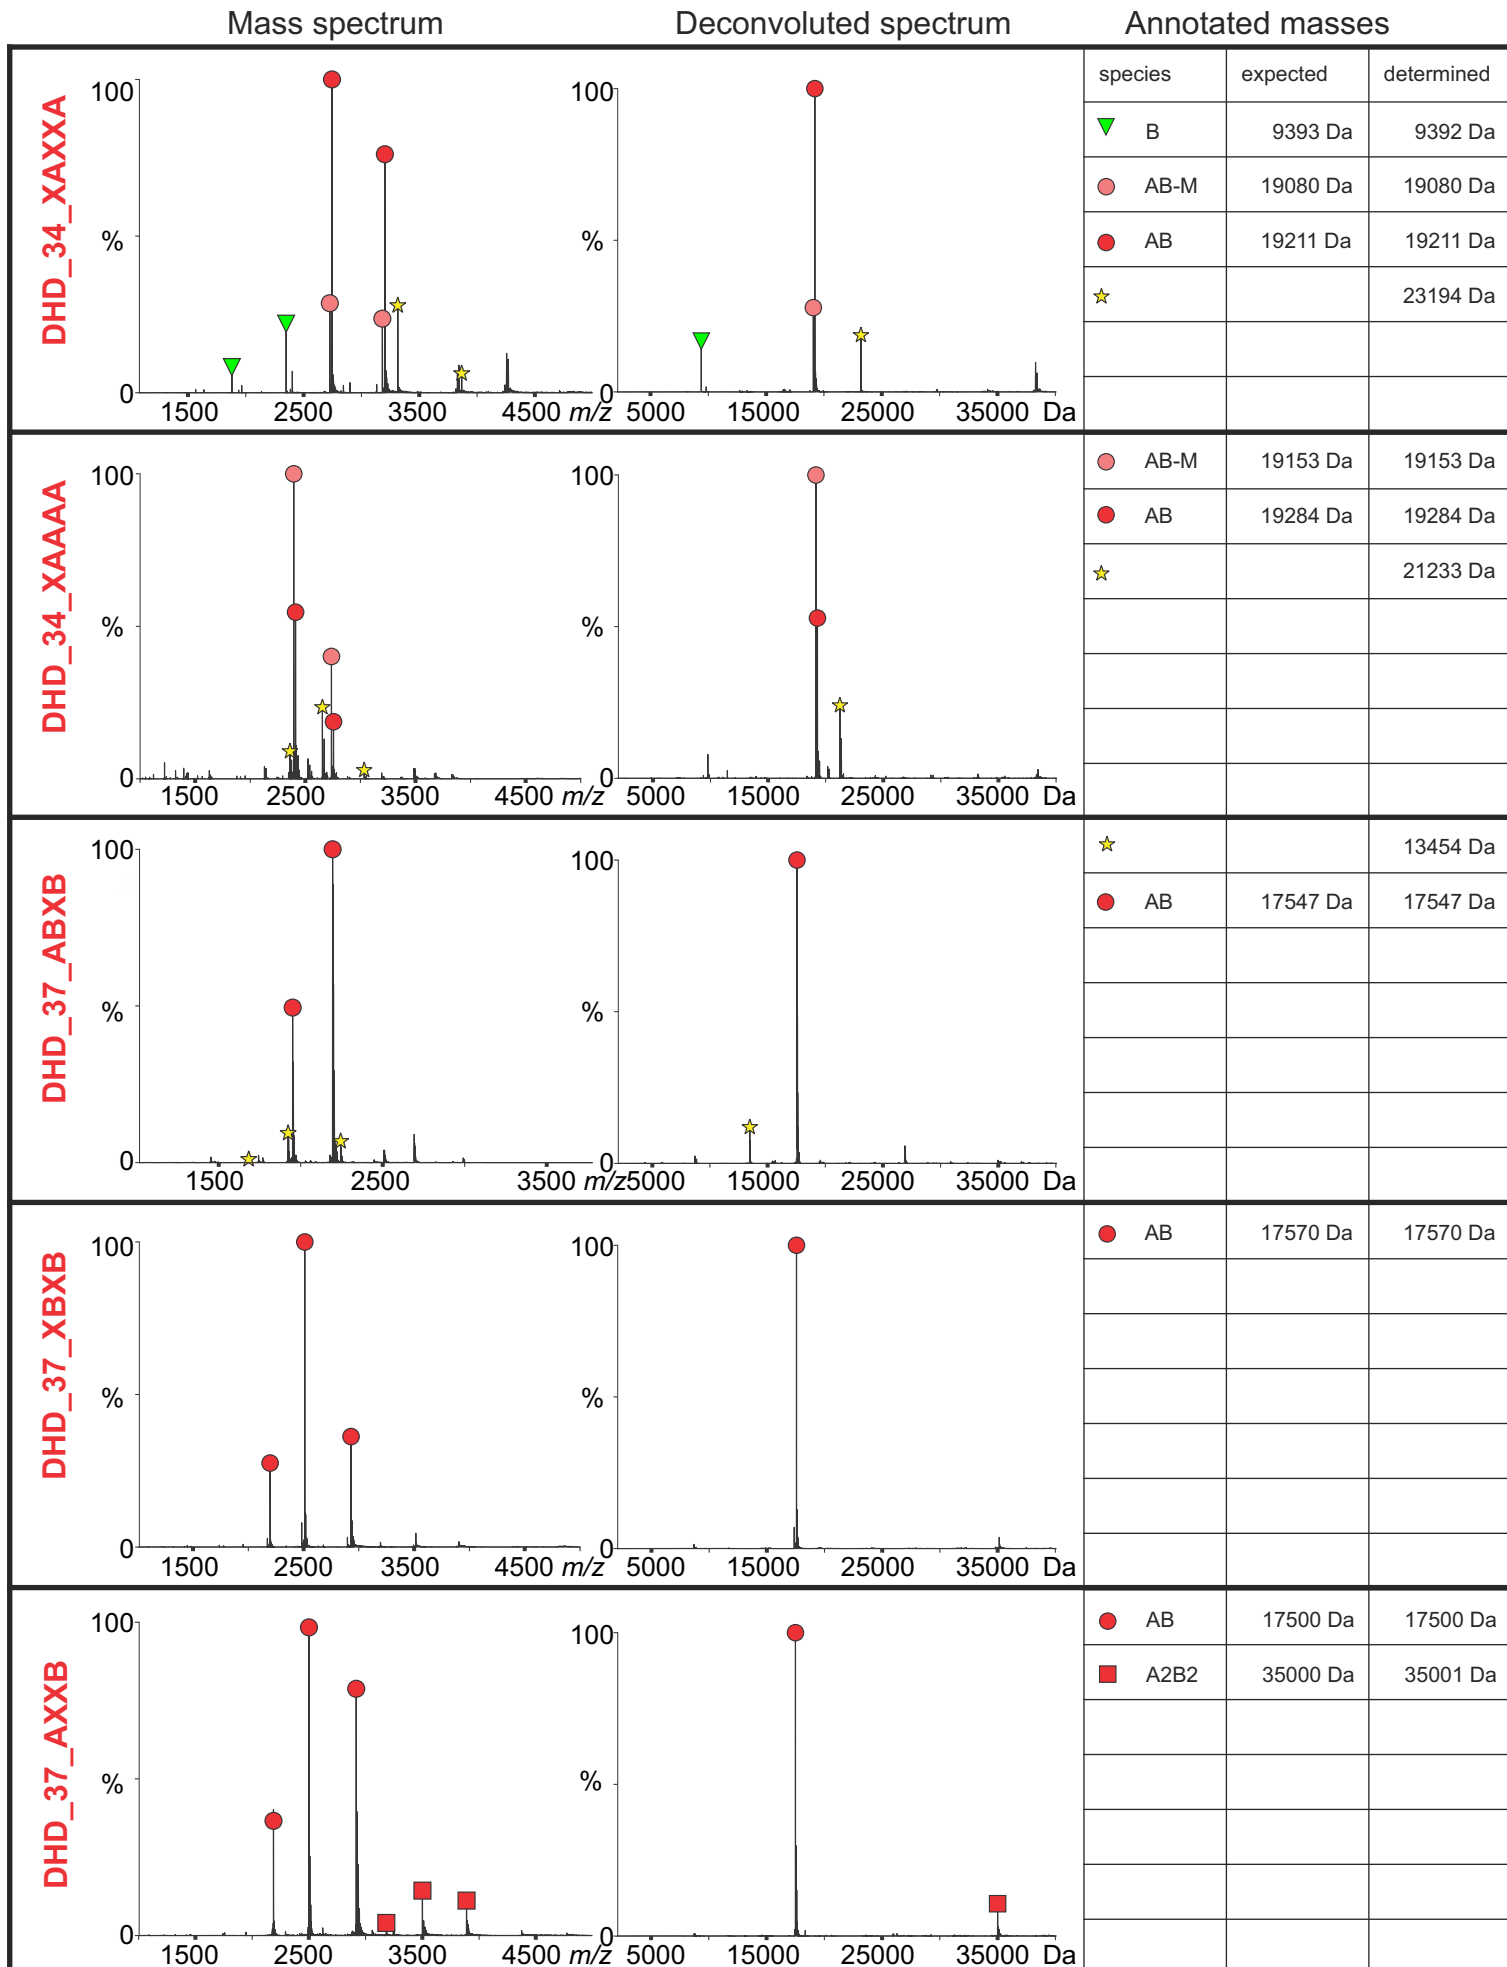 Mass spectrum Deconvoluted spectrum Annotated masses
DHD_34_XAXXA
100
%
0
1500 2500 3500 4500 m/z
100
%
0
5000 15000 25000 35000 Da
species expected determined
B 9393 Da 9392 Da
AB-M 19080 Da 19080 Da
AB 19211 Da 19211 Da
23194 Da
DHD_34_XAAAA
100
%
0
1500 2500 3500 4500 m/z
100
%
0
5000 15000 25000 35000 Da
AB-M 19153 Da 19153 Da
AB 19284 Da 19284 Da
21233 Da
DHD_37_ABXB
100
%
0
1500 2500 3500 m/z
100
%
0
5000 15000 25000 35000 Da
13454 Da
AB 17547 Da 17547 Da
DHD_37_XBXB
100
%
0
1500 2500 3500 4500 m/z
100
%
0
5000 15000 25000 35000 Da
AB 17570 Da 17570 Da
DHD_37_AXXB
100
%
0
1500 2500 3500 4500 m/z
100
%
0
5000 15000 25000 35000 Da
AB 17500 Da 17500 Da
A2B2 35000 Da 35001 Da